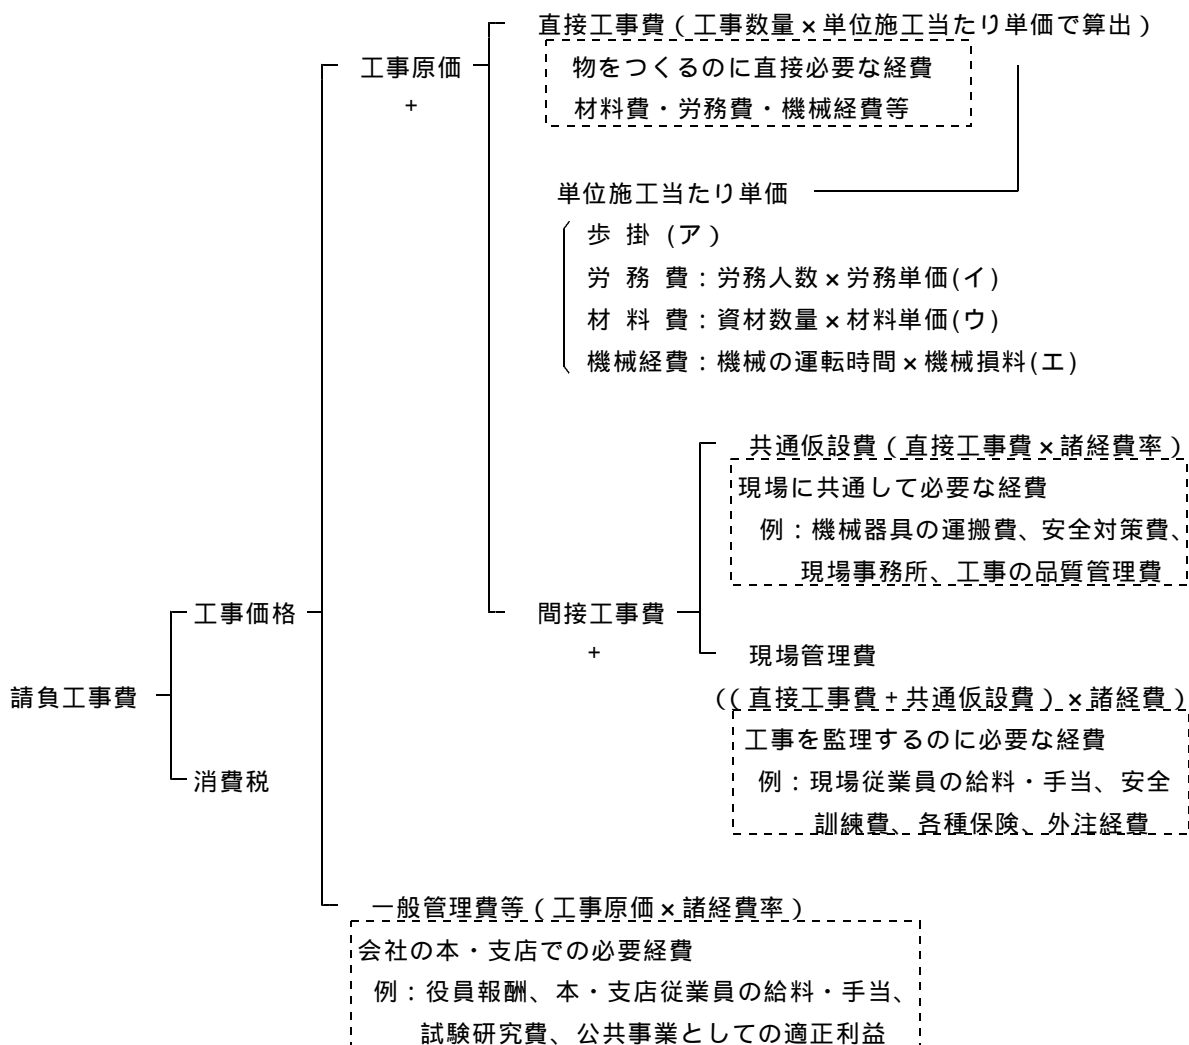 直接工事費（工事数量×単位施工当たり単価で算出）
工事原価
+
物をつくるのに直接必要な経費
材料費・労務費・機械経費等
単位施工当たり単価
歩 掛 (ア)
労 務 費：労務人数×労務単価(イ)
材 料 費：資材数量×材料単価(ウ)
機械経費：機械の運転時間×機械損料(エ)
共通仮設費（直接工事費×諸経費率）
現場に共通して必要な経費
例：機械器具の運搬費、安全対策費、
現場事務所、工事の品質管理費
工事価格
間接工事費
+
現場管理費
請負工事費
((直接工事費+共通仮設費）×諸経費）
工事を監理するのに必要な経費
消費税
例：現場従業員の給料・手当、安全
訓練費、各種保険、外注経費
一般管理費等（工事原価×諸経費率）
会社の本・支店での必要経費
例：役員報酬、本・支店従業員の給料・手当、
試験研究費、公共事業としての適正利益